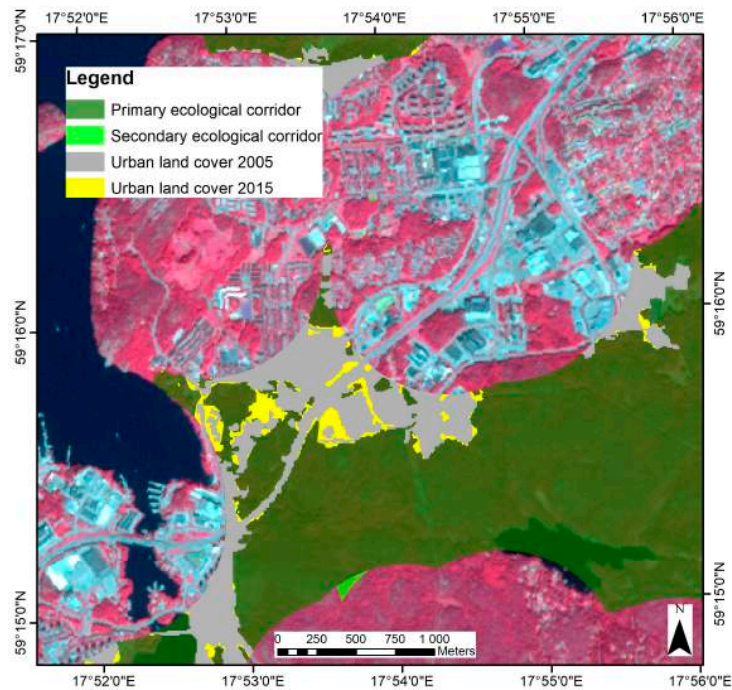 17°52'0"E 17°53'0"E 17°54'0"E 17°55'0"E 17°56'0"E
59°17'0"N
Legend
Primary ecological corridor
Secondary ecological corridor
Urban land cover 2005
Urban land cover 2015
59°16'0"N
59°16'0"N
59°15'0"N
59°15'0"N
N
0 250 500 750 1 000
Meters
17°52'0"E 17°53'0"E 17°54'0"E 17°55'0"E 17°56'0"E